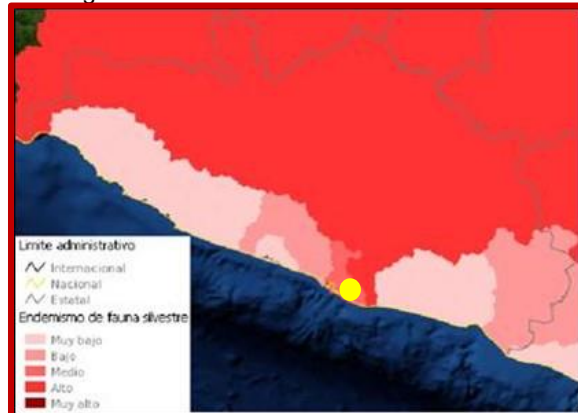 Limite administrativo
Internacional
Nacional
Estatal
Endemismo de fauna silvestre
Muy bajo
Bajo
Medio
Alto
Muy alto